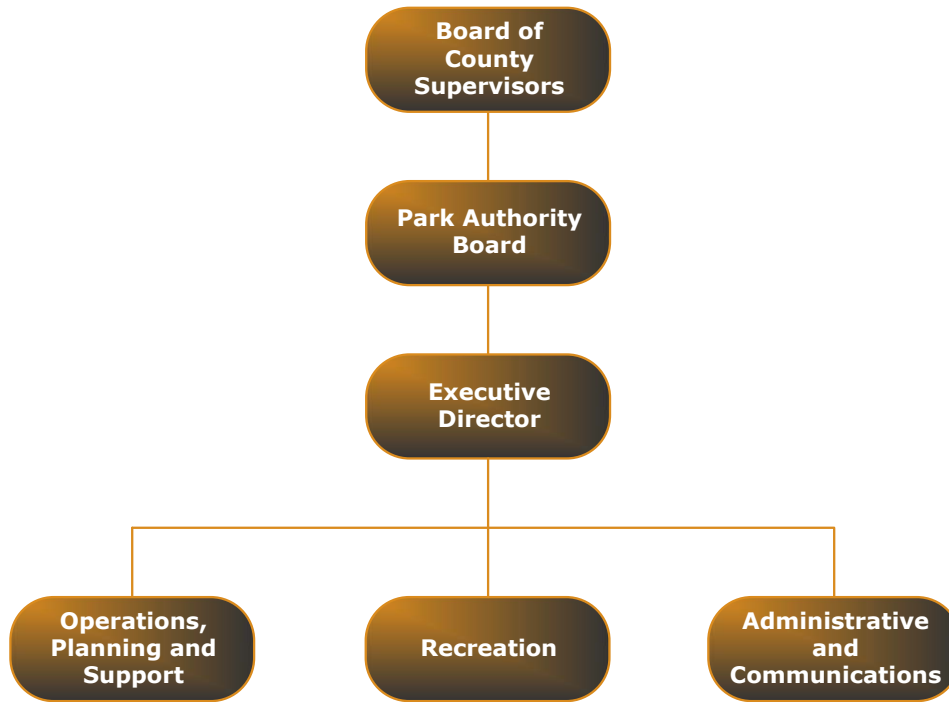 Board of
County
Supervisors
Park Authority
Board
Executive
Director
Operations,
Planning and
Support
Recreation
Administrative
and
Communications